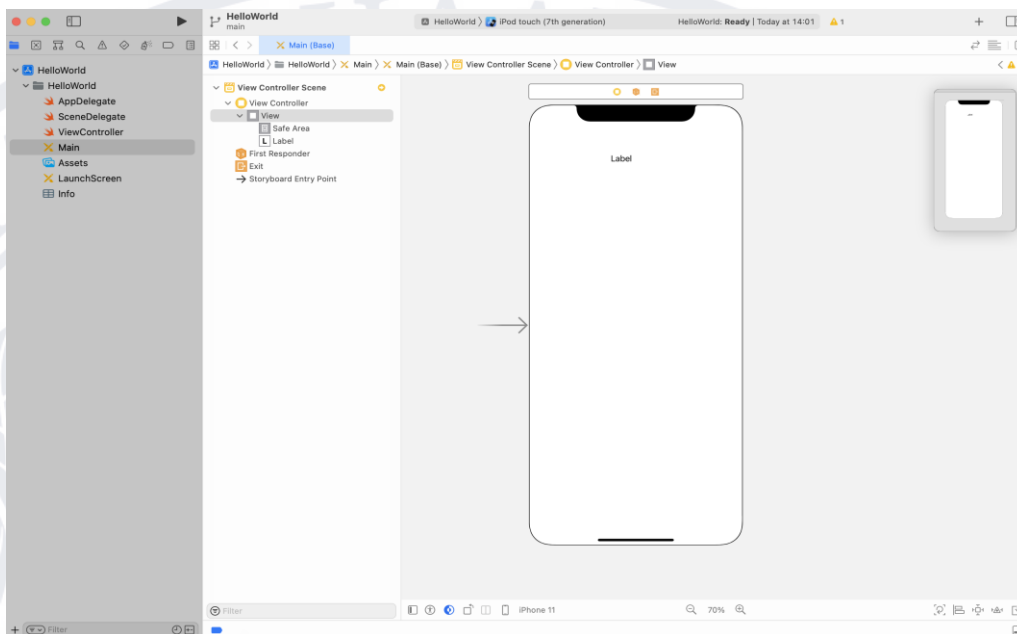 HelloWorld
main
HelloWorld 〉 iPod touch (7th generation)
HelloWorld: Ready | Today at 14:01
1
Main (Base)
HelloWorld 〉 HelloWorld 〉 Main 〉 Main (Base) 〉 View Controller Scene 〉 View Controller 〉 View
HelloWorld
HelloWorld
AppDelegate
SceneDelegate
ViewController
Main
Assets
LaunchScreen
Info
View Controller Scene
View Controller
View
Safe Area
L Label
First Responder
Exit
Storyboard Entry Point
Label
Filter
iPhone 11
70%
Filter